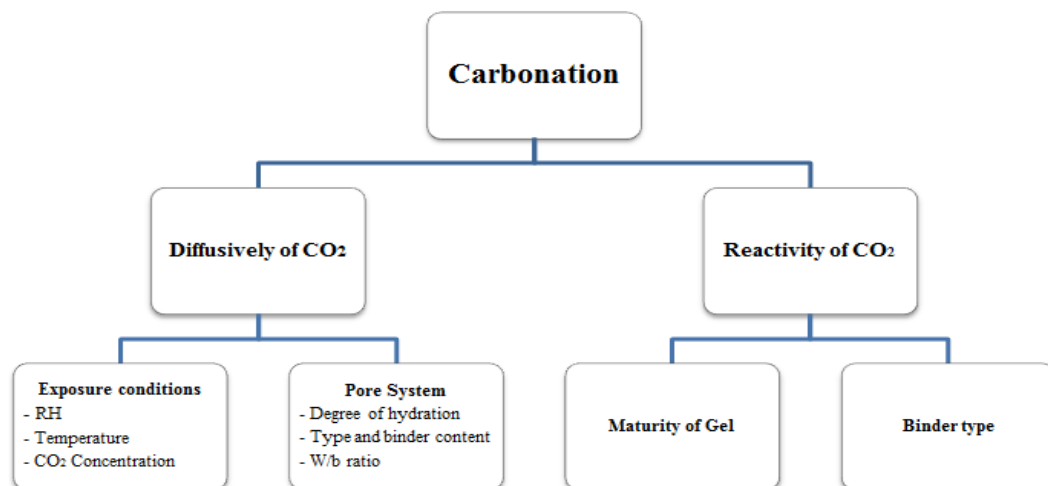 Carbonation
Diffusively of CO₂
Reactivity of CO₂
Exposure conditions
- RH
- Temperature
- CO₂ Concentration
Pore System
- Degree of hydration
- Type and binder content
- W/b ratio
Maturity of Gel
Binder type